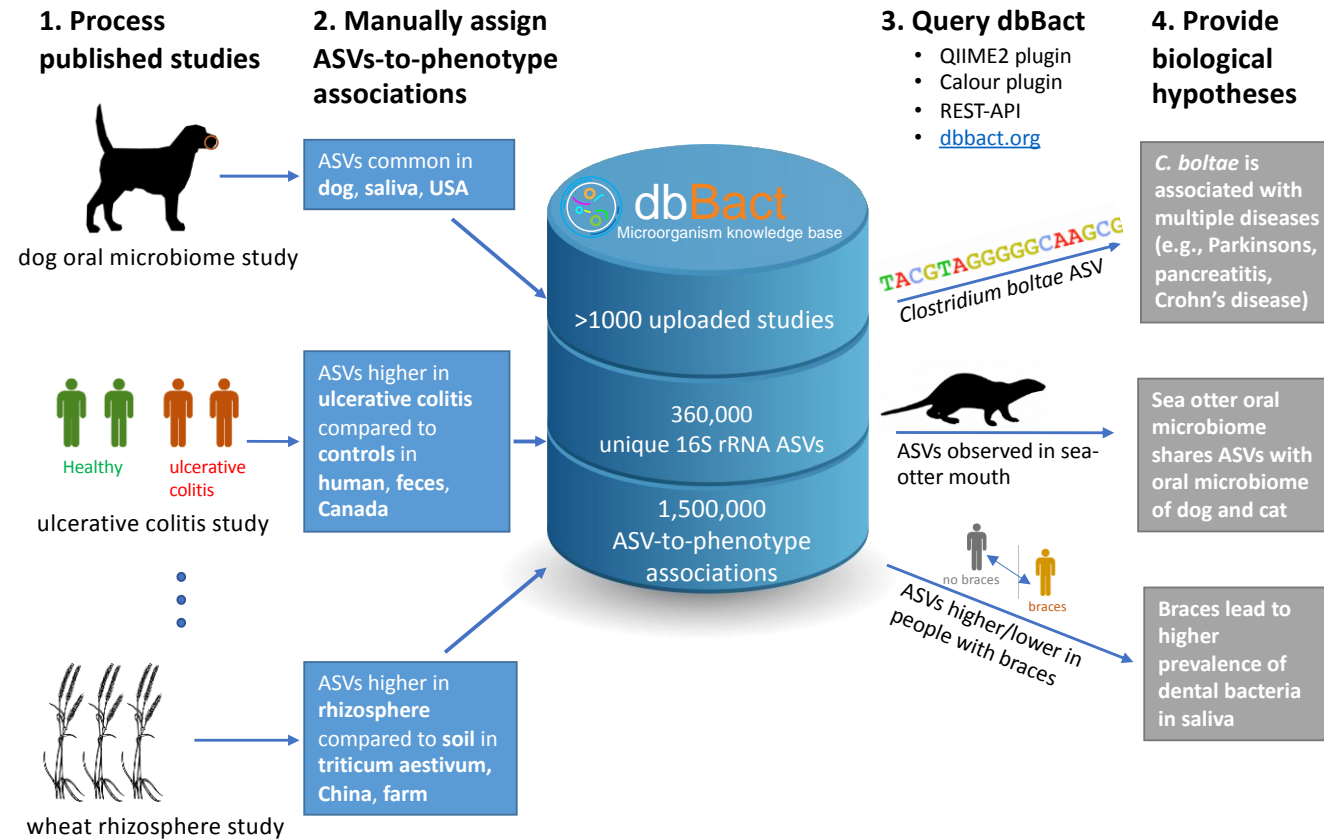 1. Process
published studies
dog oral microbiome study
Healthy
ulcerative
colitis
ulcerative colitis study
wheat rhizosphere study
2. Manually assign
ASVs-to-phenotype
associations
ASVs common in
dog, saliva, USA
ASVs higher in
ulcerative colitis
compared to
controls in
human, feces,
Canada
ASVs higher in
rhizosphere
compared to soil in
triticum aestivum,
China, farm
dbBact
Microorganism knowledge base
>1000 uploaded studies
360,000
unique 16S rRNA ASVs
1,500,000
ASV-to-phenotype
associations
3. Query dbBact
• QIIME2 plugin
• Calour plugin
• REST-API
• dbbact.org
TACGTAGGGGGCAAGCG
Clostridium boltae ASV
ASVs observed in sea-
otter mouth
no braces
braces
ASVs higher/lower in
people with braces
4. Provide
biological
hypotheses
C. boltae is
associated with
multiple diseases
(e.g., Parkinsons,
pancreatitis,
Crohn’s disease)
Sea otter oral
microbiome
shares ASVs with
oral microbiome
of dog and cat
Braces lead to
higher
prevalence of
dental bacteria
in saliva